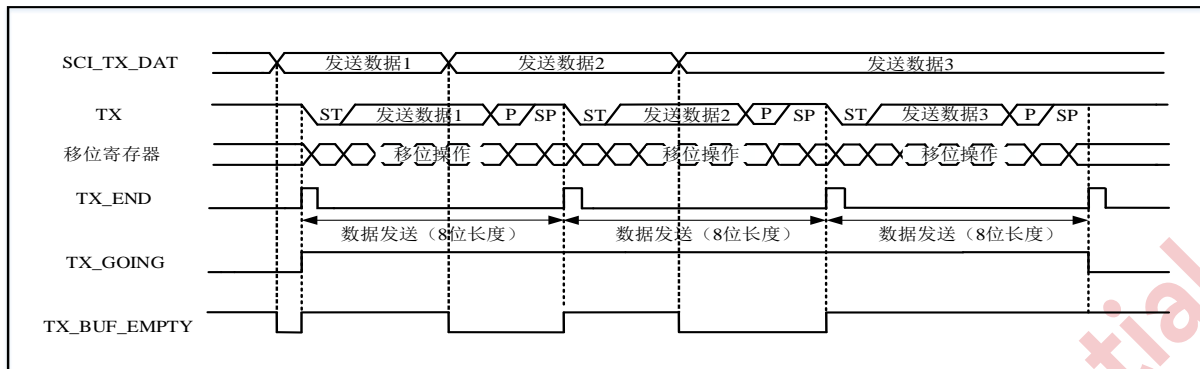 SCI_TX_DAT 发送数据1 发送数据2 发送数据3
TX ST 发送数据1 P SP ST 发送数据2 P SP ST 发送数据3 P SP
移位寄存器 移位操作 移位操作 移位操作
TX_END
数据发送（8位长度） 数据发送（8位长度） 数据发送（8位长度）
TX_GOING
TX_BUF_EMPTY
tial